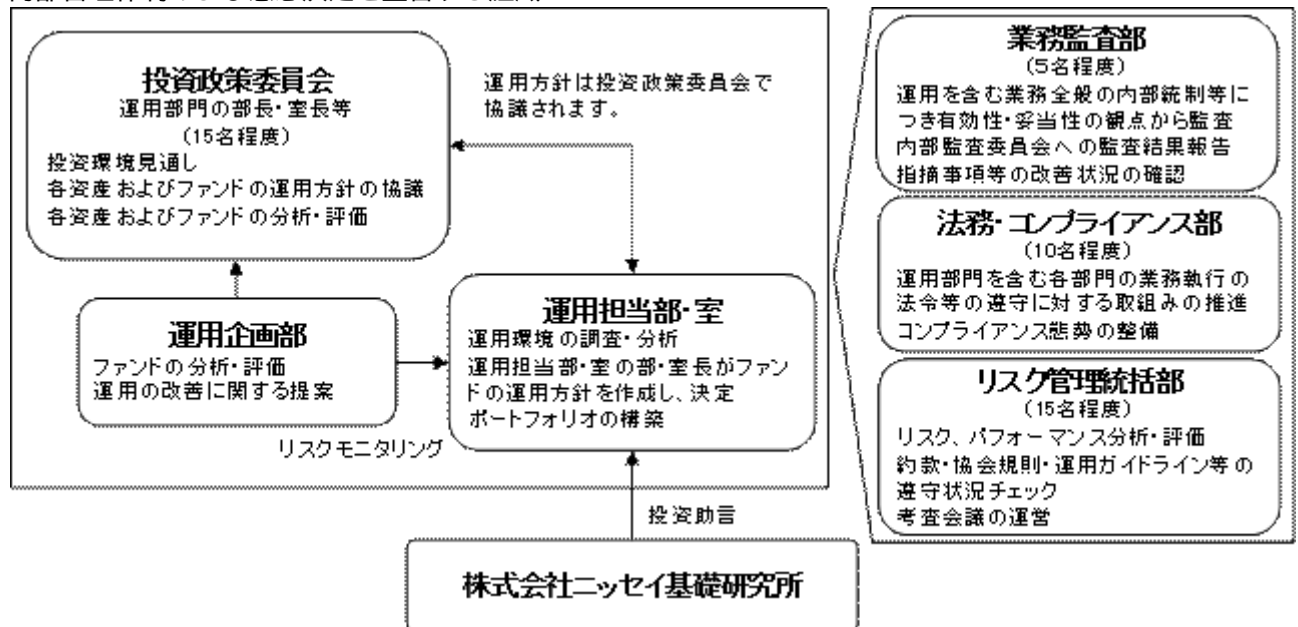 投資政策委員会
運用部門の部長・室長等
(15名程度)
投資環境見通し
各資産およびファンドの運用方針の協議
各資産およびファンドの分析・評価
運用方針は投資政策委員会で
協議されます。
運用企画部
ファンドの分析・評価
運用の改善に関する提案
リスクモニタリング
運用担当部・室
運用環境の調査・分析
運用担当部・室の部・室長がファン
ドの運用方針を作成し、決定
ポートフォリオの構築
投資助言
株式会社ニッセイ基礎研究所
業務監査部
(5名程度)
運用を含む業務全般の内部統制等に
つき有効性・妥当性の観点から監査
内部監査委員会への監査結果報告
指摘事項等の改善状況の確認
法務・コンプライアンス部
(10名程度)
運用部門を含む各部門の業務執行の
法令等の遵守に対する取組みの推進
コンプライアンス態勢の整備
リスク管理統括部
(15名程度)
リスク、パフォーマンス分析・評価
約款・協会規則・運用ガイドライン等の
遵守状況チェック
考査会議の運営